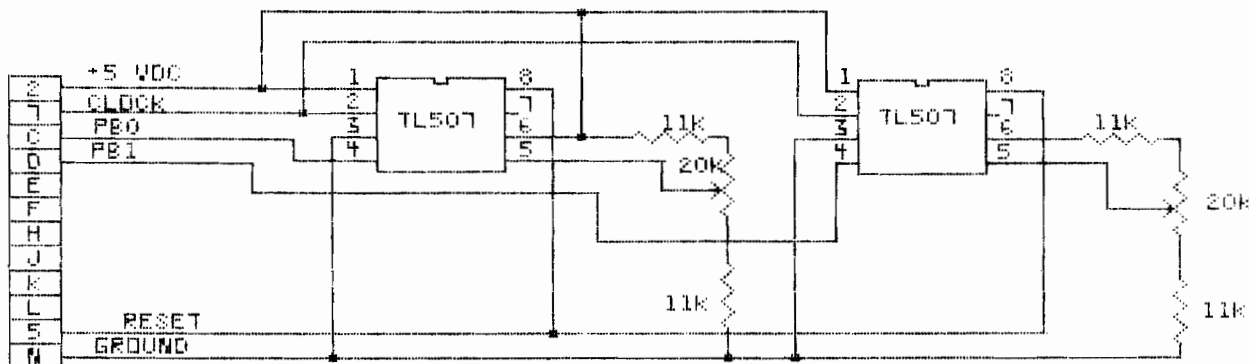 +5 VDC
2
CLOCK
7
PB0
C
PB1
D
E
F
H
J
K
L
RESET
5
GROUND
N
1
2
3
4
TL507
8
7
6
5
11K
20K
11K
1
2
3
4
TL507
8
7
6
5
11K
20K
11K